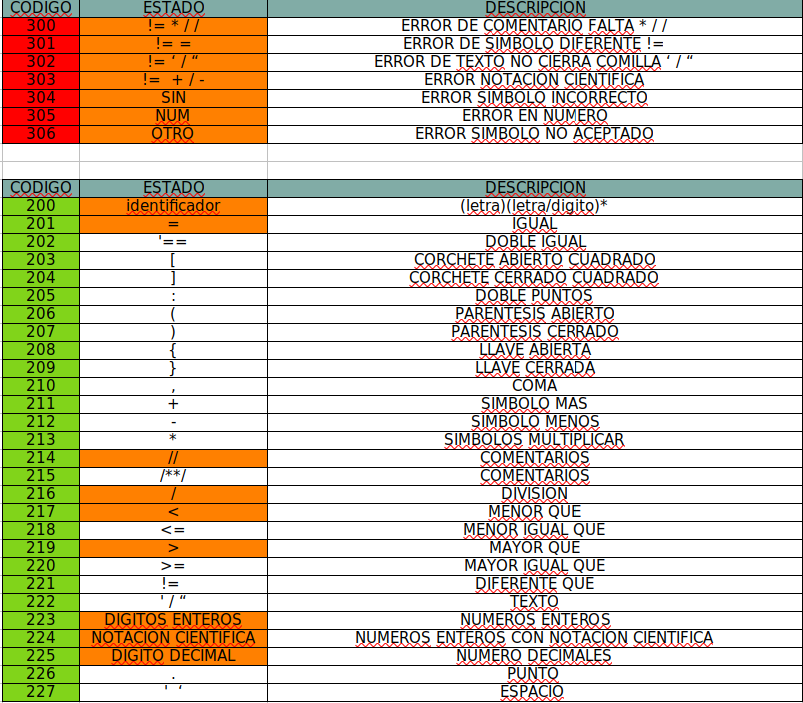 CODIGO ESTADO DESCRIPCION
300 != * / / ERROR DE COMENTARIO FALTA * / /
301 != = ERROR DE SIMBOLO DIFERENTE !=
302 != ‘ / “ ERROR DE TEXTO NO CIERRA COMILLA ‘ / “
303 != + / - ERROR NOTACION CIENTIFICA
304 SIN ERROR SIMBOLO INCORRECTO
305 NUM ERROR EN NUMERO
306 OTRO ERROR SIMBOLO NO ACEPTADO
CODIGO ESTADO DESCRIPCION
200 identificador (letra)(letra/digito)*
201 = IGUAL
202 '== DOBLE IGUAL
203 [ CORCHETE ABIERTO CUADRADO
204 ] CORCHETE CERRADO CUADRADO
205 : DOBLE PUNTOS
206 ( PARENTESIS ABIERTO
207 ) PARENTESIS CERRADO
208 { LLAVE ABIERTA
209 } LLAVE CERRADA
210 , COMA
211 + SIMBOLO MAS
212 - SIMBOLO MENOS
213 * SIMBOLOS MULTIPLICAR
214 // COMENTARIOS
215 /**/ COMENTARIOS
216 / DIVISION
217 < MENOR QUE
218 <= MENOR IGUAL QUE
219 > MAYOR QUE
220 >= MAYOR IGUAL QUE
221 != DIFERENTE QUE
222 ' / “ TEXTO
223 DIGITOS ENTEROS NUMEROS ENTEROS
224 NOTACION CIENTIFICA NUMEROS ENTEROS CON NOTACION CIENTIFICA
225 DIGITO DECIMAL NUMERO DECIMALES
226 . PUNTO
227 ' ‘ ESPACIO